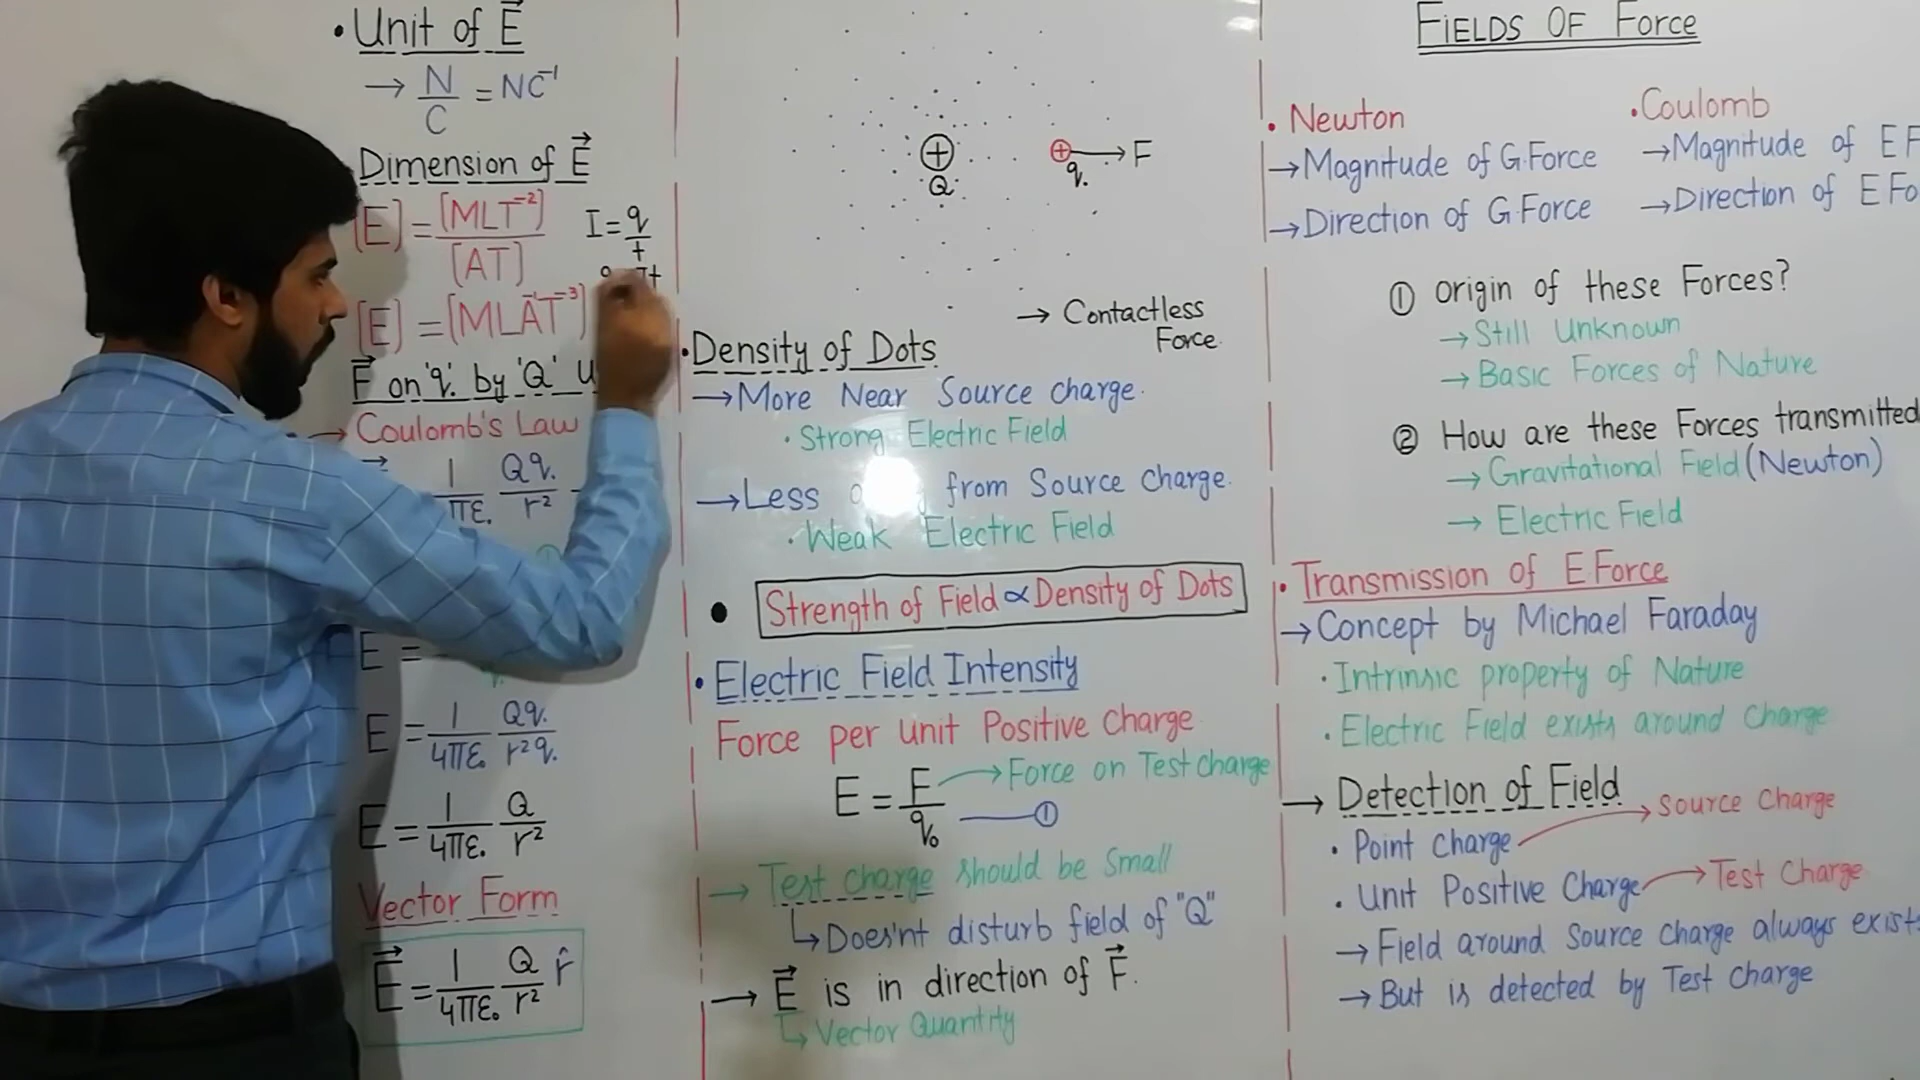 • Unit of E⃗
→ N/C = NC⁻¹
Dimension of E⃗
[E] = [MLT⁻²]/[AT]
I = q/t
[E] = [MLA⁻¹T⁻³]
F⃗ on 'q.' by 'Q'
→ Coulomb's Law
1/πε. Qq./r²
E =
E = 1/4πε. Qq./r²q.
E = 1/4πε. Q/r²
Vector Form
E⃗ = 1/4πε. Q/r² r̂
+
Q
+ → F
q.
→ Contactless
Force
• Density of Dots
→ More Near Source charge.
• Strong Electric Field
→ Less from Source Charge.
• Weak Electric Field
• Strength of Field ∝ Density of Dots
• Electric Field Intensity
Force per unit Positive Charge
E = F/q₀ → Force on Test charge
①
→ Test charge should be Small
↳ Does'nt disturb field of "Q"
→ E⃗ is in direction of F⃗.
↳ Vector Quantity
FiELDS OF Force
• Newton
→ Magnitude of G.Force
→ Direction of G.Force
• Coulomb
→ Magnitude of E F
→ Direction of E Fo
① Origin of these Forces?
→ Still Unknown
→ Basic Forces of Nature
② How are these Forces transmitted
→ Gravitational Field (Newton)
→ Electric Field
• Transmission of E.Force
→ Concept by Michael Faraday
• Intrinsic property of Nature
• Electric Field exists around Charge
→ Detection of Field
• Point Charge → Source Charge
• Unit Positive Charge → Test Charge
→ Field around Source charge always exist
→ But is detected by Test Charge